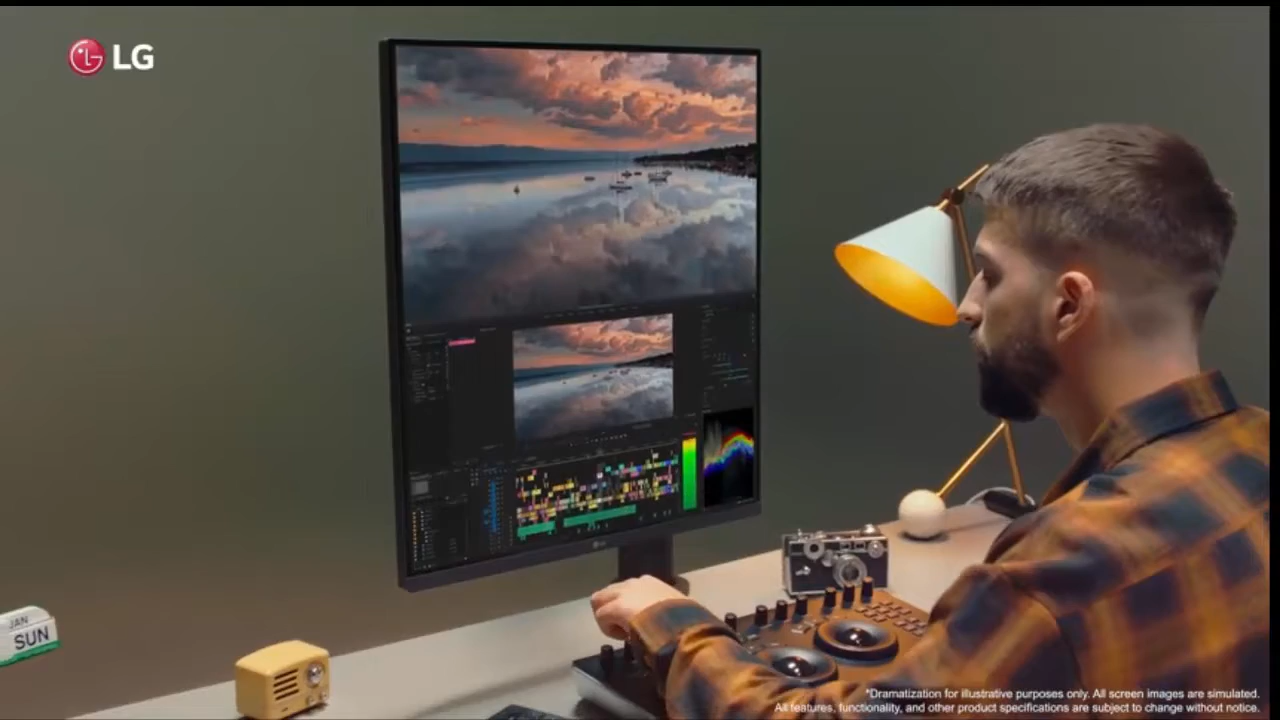 LG
JAN
SUN
*Dramatization for illustrative purposes only. All screen images are simulated.
All features, functionality, and other product specifications are subject to change without notice.